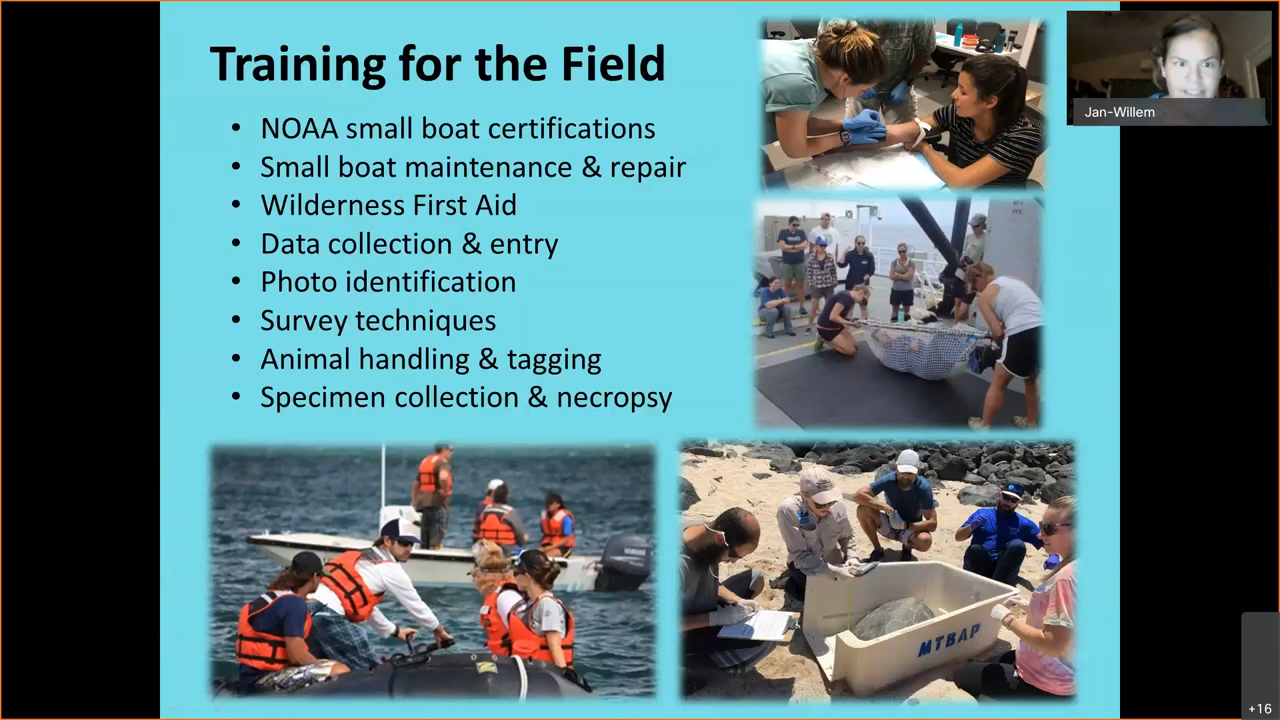 Training for the Field
• NOAA small boat certifications
• Small boat maintenance & repair
• Wilderness First Aid
• Data collection & entry
• Photo identification
• Survey techniques
• Animal handling & tagging
• Specimen collection & necropsy
Jan-Willem
YAMAHA
MTBAP
+16